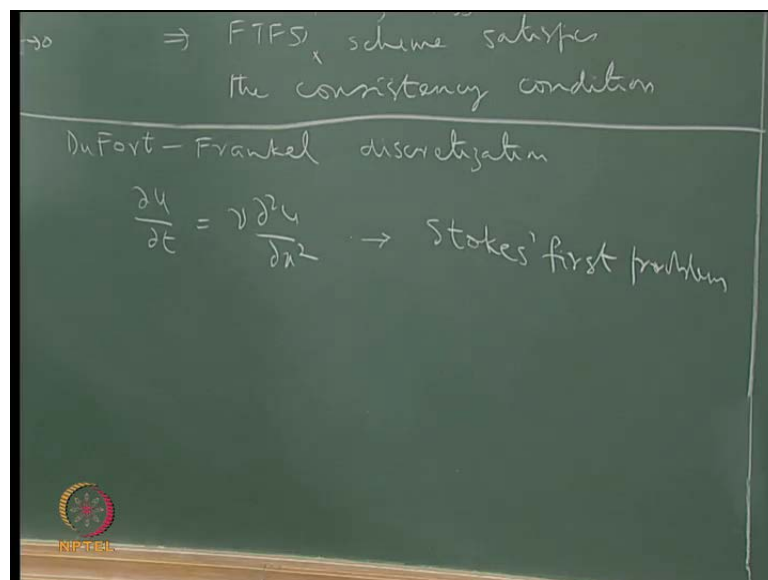 →0 ⇒ FTFS, scheme satisfies
the consistency condition
DuFort-Frankel discretization
∂u/∂t = ν ∂²u/∂x² → Stokes' first problem
NPTEL